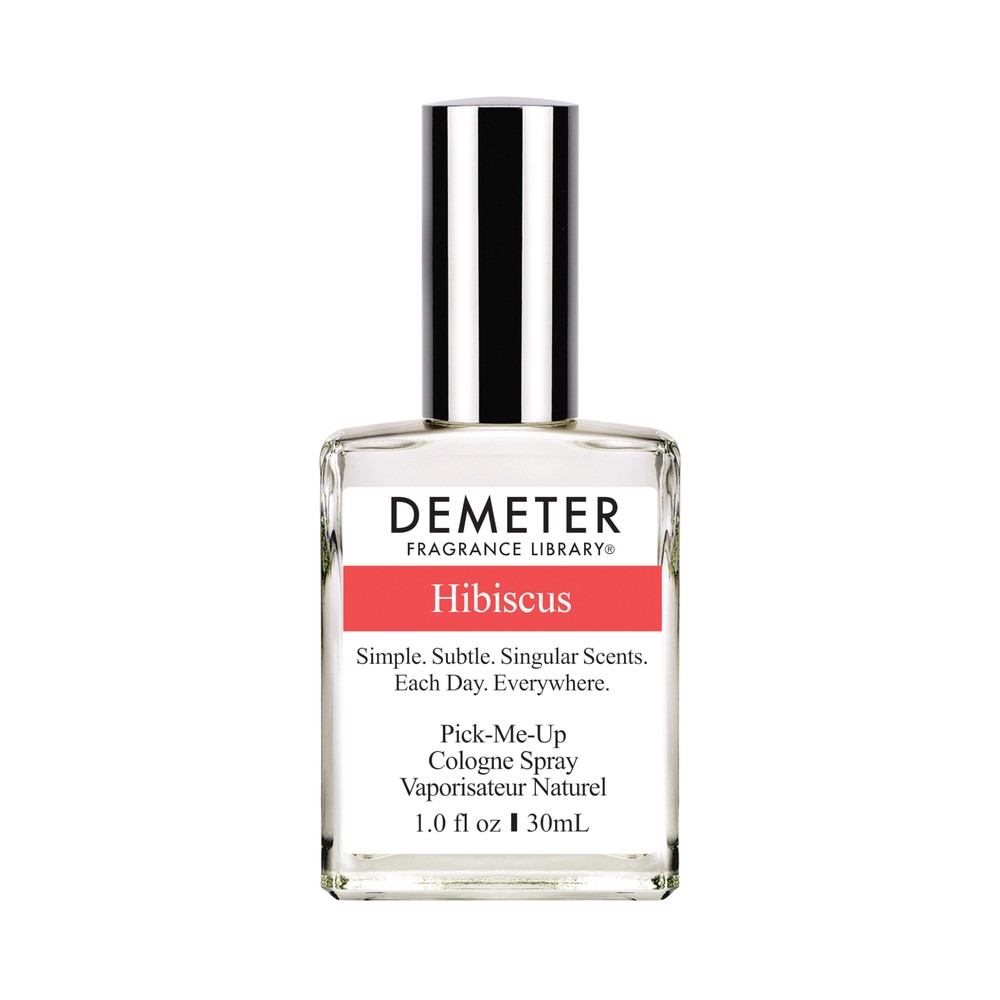 DEMETER
FRAGRANCE LIBRARY®
Hibiscus
Simple. Subtle. Singular Scents.
Each Day. Everywhere.
Pick-Me-Up
Cologne Spray
Vaporisateur Naturel
1.0 fl oz ▮ 30mL